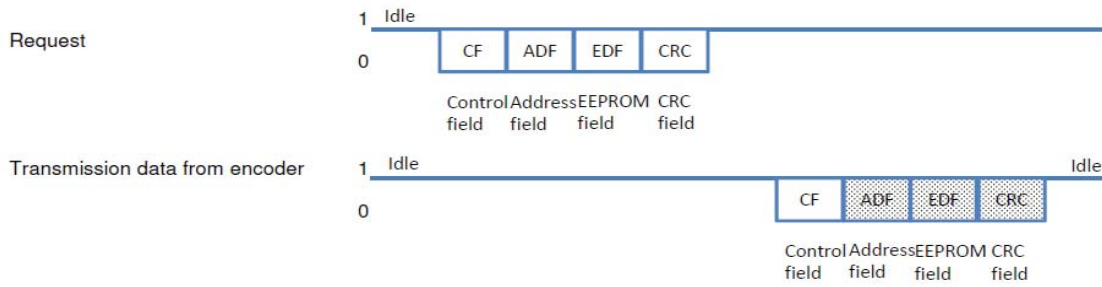 1 Idle
Request
CF ADF EDF CRC
0
Control Address EEPROM CRC
field field field field
Transmission data from encoder 1 Idle Idle
CF ADF EDF CRC
0
Control Address EEPROM CRC
field field field field